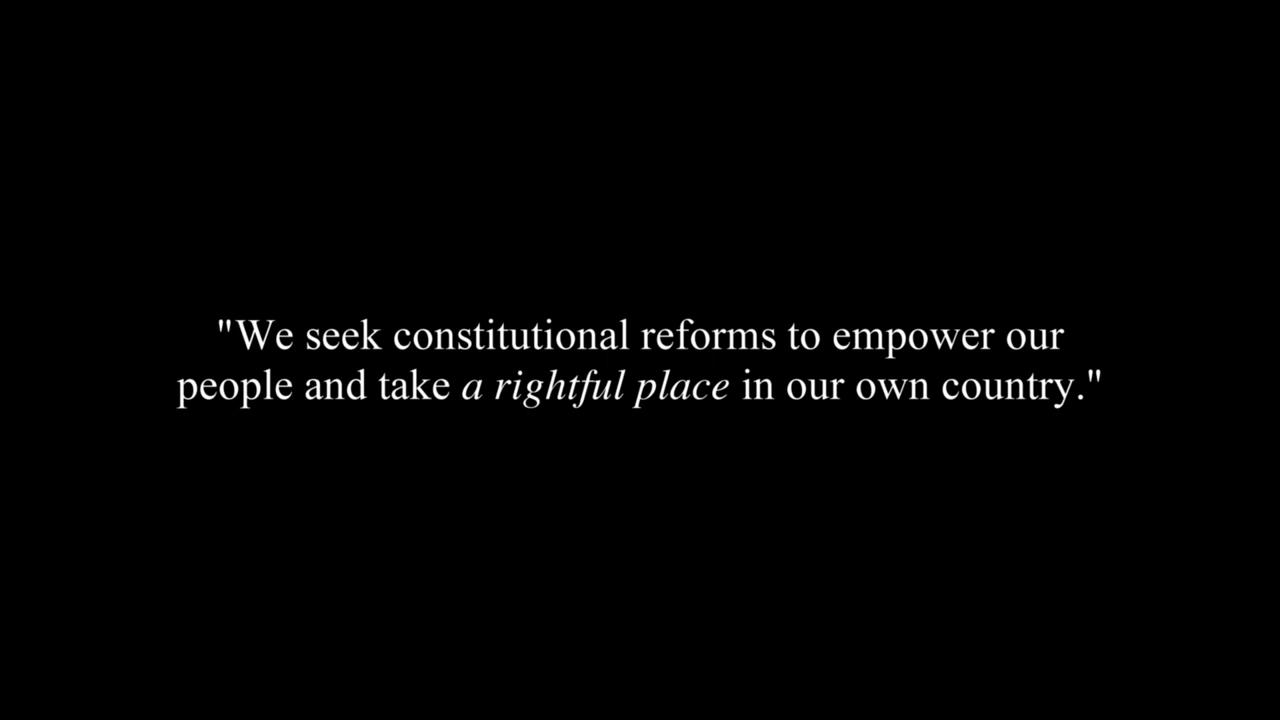 "We seek constitutional reforms to empower our
people and take a rightful place in our own country."